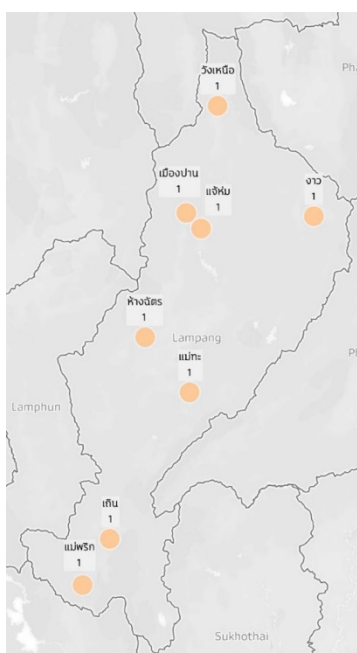 วังเหนือ
1
Pha
เมืองปาน
1
แจ้ห่ม
1
งาว
1
ห้างฉัตร
1
Lampang
Ph
แม่ทะ
1
Lamphun
เถิน
1
แม่พริก
1
Sukhothai